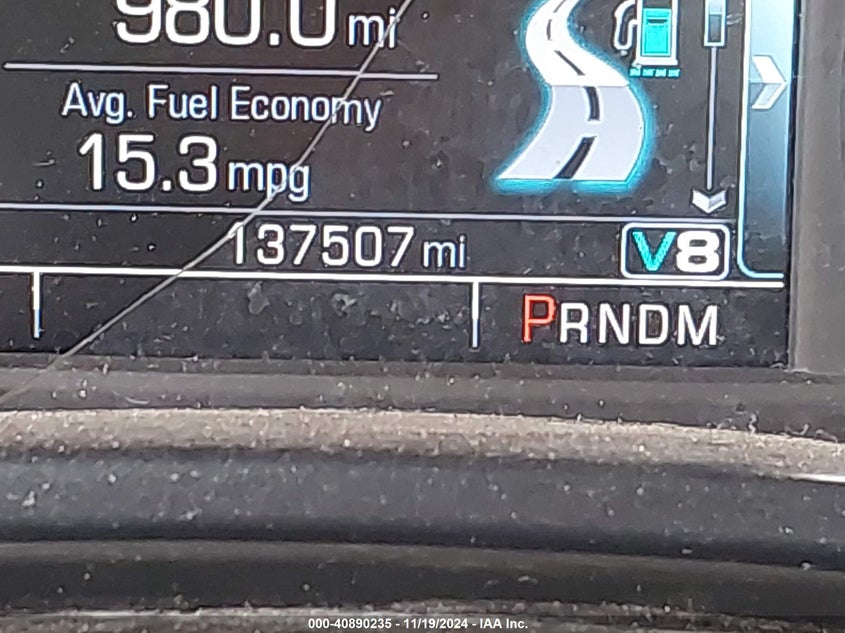 980.0 mi
Avg. Fuel Economy
15.3 mpg
137507 mi
V8
PRNDM
000-40890235 - 11/19/2024 - IAA Inc.